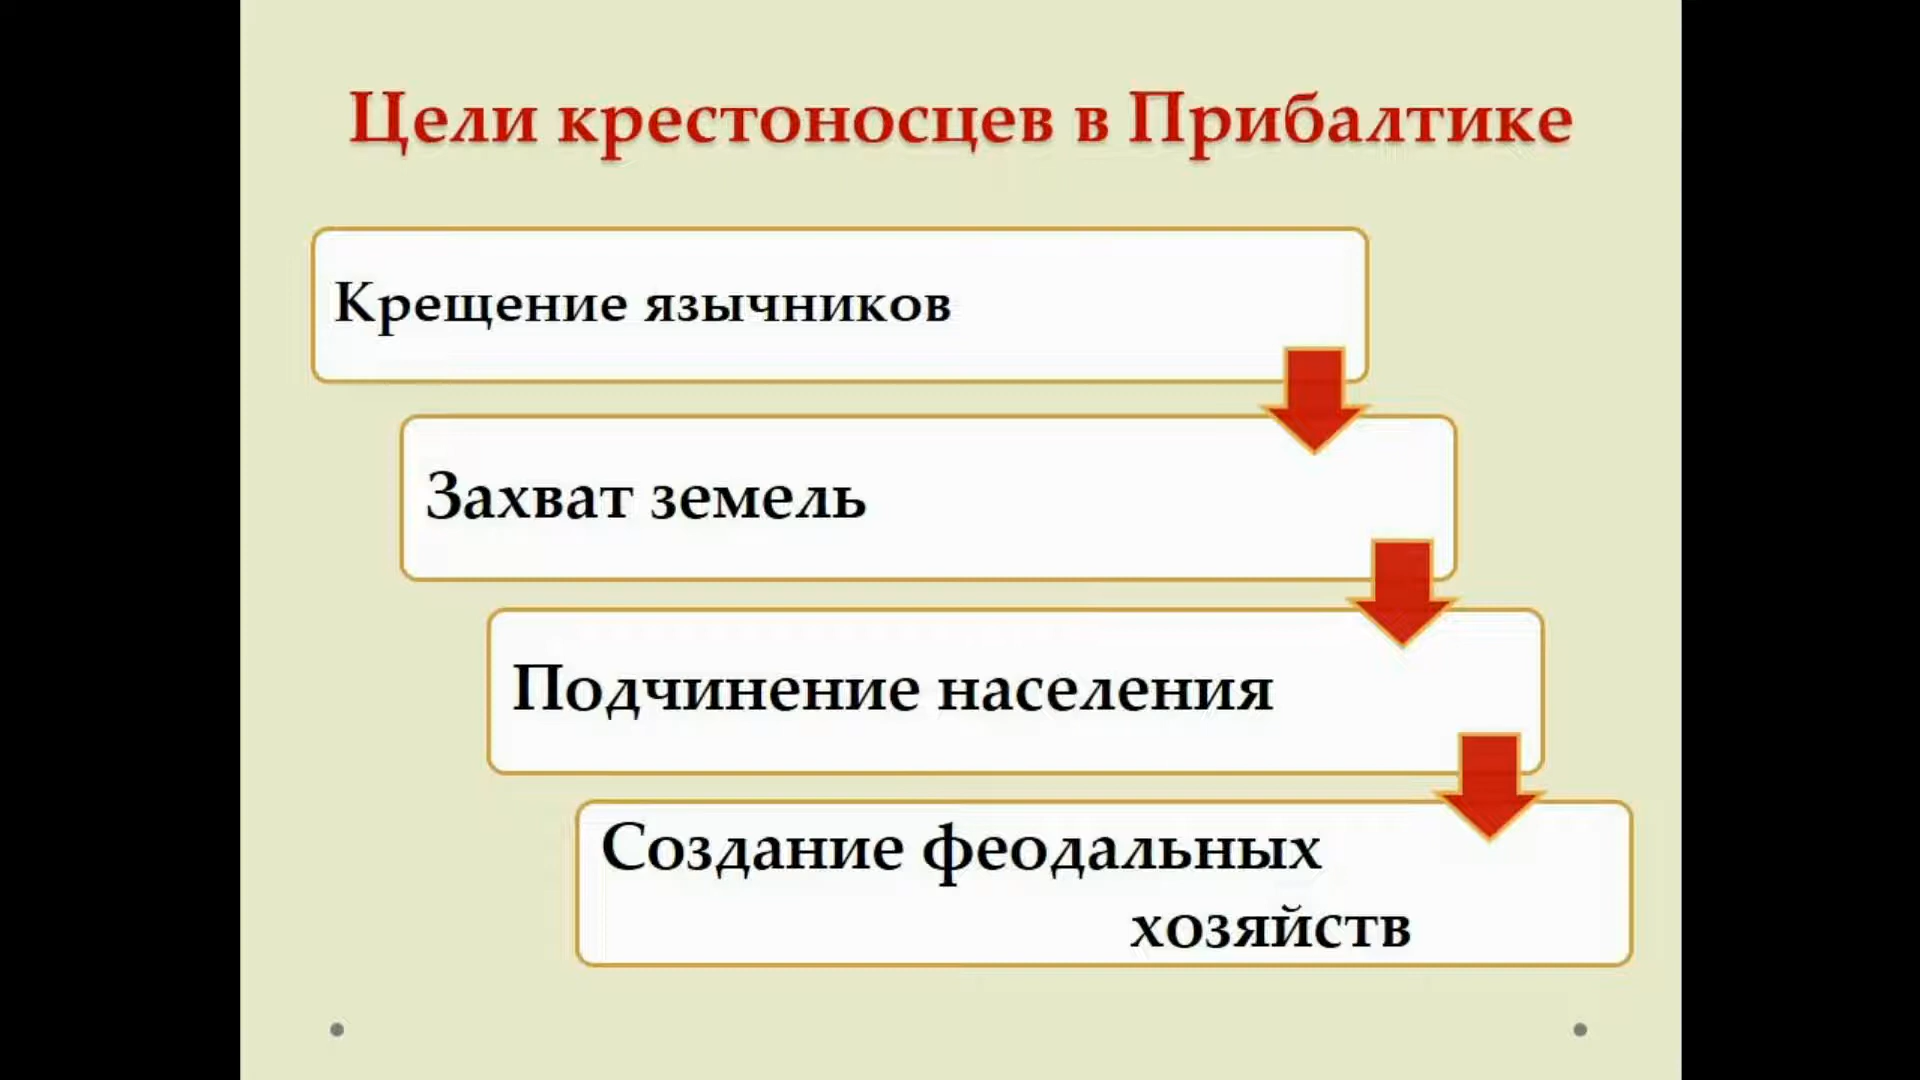 Цели крестоносцев в Прибалтике
Крещение язычников
Захват земель
Подчинение населения
Создание феодальных
хозяйств